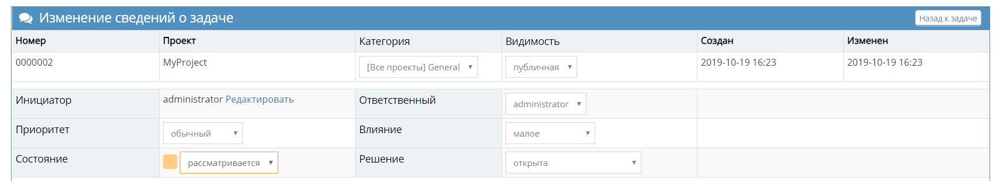 Изменение сведений о задаче Назад к задаче
Номер Проект Категория Видимость Создан Изменен
0000002 MyProject [Все проекты] General публичная 2019-10-19 16:23 2019-10-19 16:23
Инициатор administrator Редактировать Ответственный administrator
Приоритет обычный Влияние малое
Состояние рассматривается Решение открыта